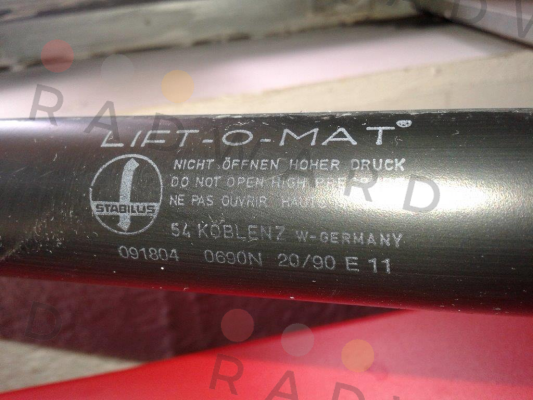 LIFT-O-MAT®
NICHT ÖFFNEN HOHER DRUCK
DO NOT OPEN HIGH
NE PAS OUVRIR
STABILUS
54 KOBLENZ W-GERMANY
091804 0690N 20/90 E 11
RADWARD